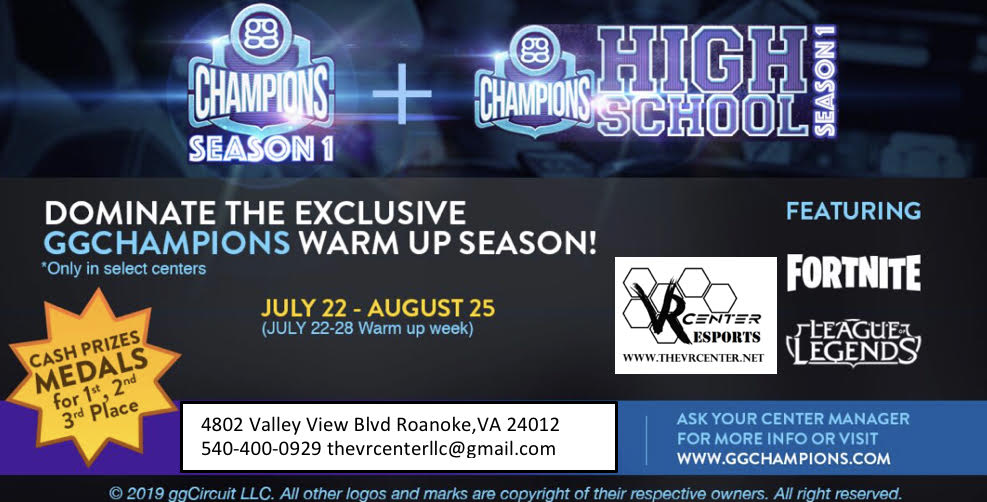 CHAMPIONS
SEASON 1
+
CHAMPIONS
HIGH
SCHOOL
SEASON 1
DOMINATE THE EXCLUSIVE
GGCHAMPIONS WARM UP SEASON!
*Only in select centers
JULY 22 - AUGUST 25
(JULY 22-28 Warm up week)
CASH PRIZES
MEDALS
for 1st, 2nd
3rd Place
FEATURING
FORTNITE
LEAGUE OF
LEGENDS
VR CENTER
ESPORTS
WWW.THEVRCENTER.NET
4802 Valley View Blvd Roanoke,VA 24012
540-400-0929 thevrcenterllc@gmail.com
ASK YOUR CENTER MANAGER
FOR MORE INFO OR VISIT
WWW.GGCHAMPIONS.COM
© 2019 ggCircuit LLC. All other logos and marks are copyright of their respective owners. All right reserved.